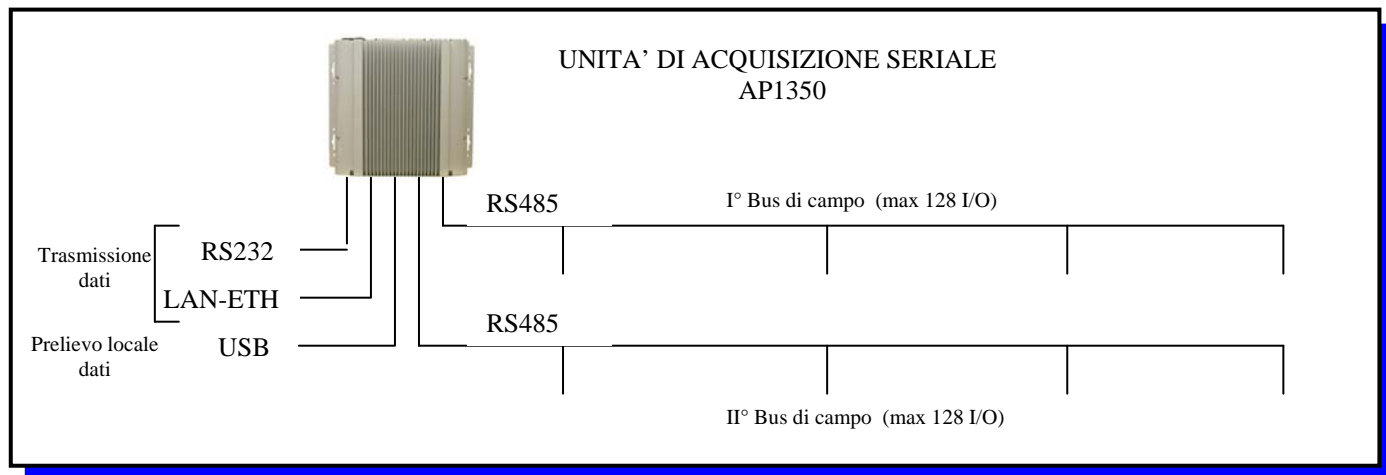 UNITA' DI ACQUISIZIONE SERIALE
AP1350
RS485
I° Bus di campo (max 128 I/O)
Trasmissione
dati
RS232
LAN-ETH
RS485
Prelievo locale
dati
USB
II° Bus di campo (max 128 I/O)